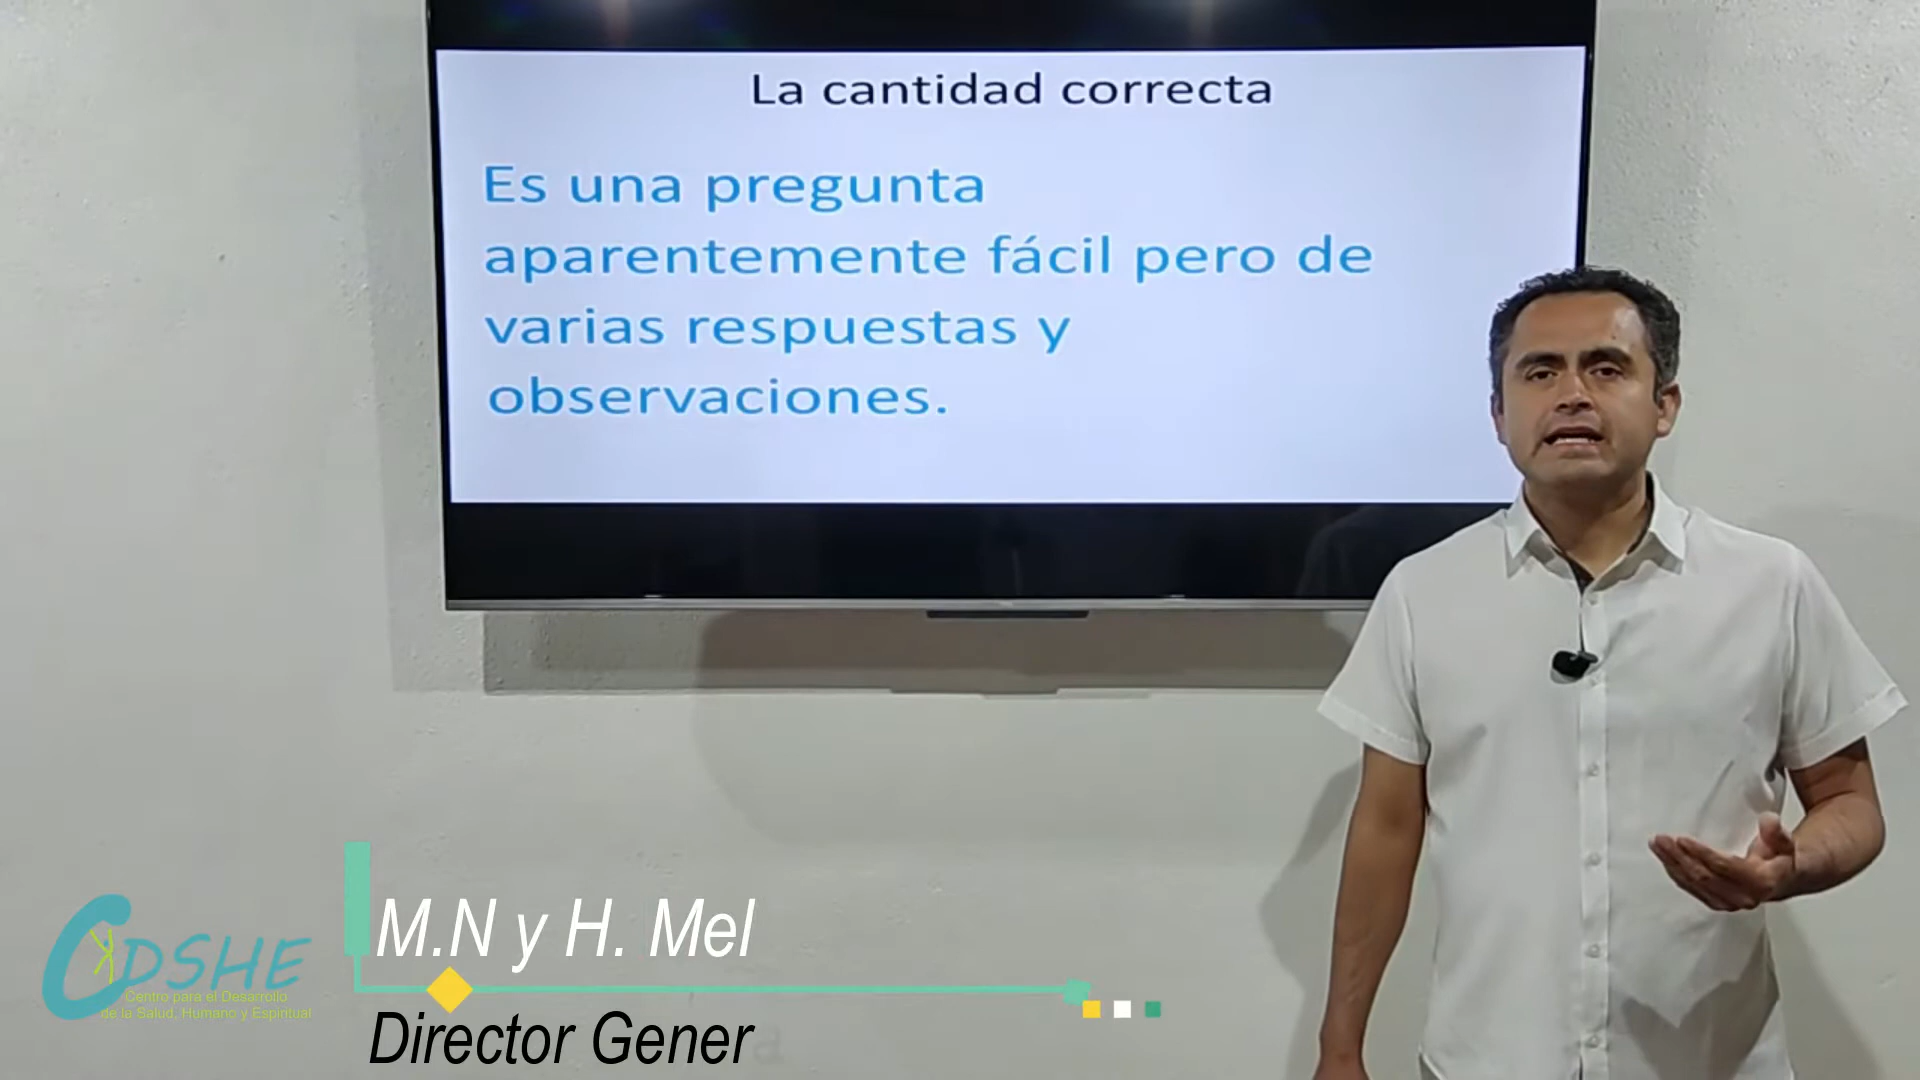 La cantidad correcta
Es una pregunta
aparentemente fácil pero de
varias respuestas y
observaciones.
M.N y H. Mel
CDSHE
Centro para el Desarrollo
de la Salud, Humano y Espiritual
Director Gener